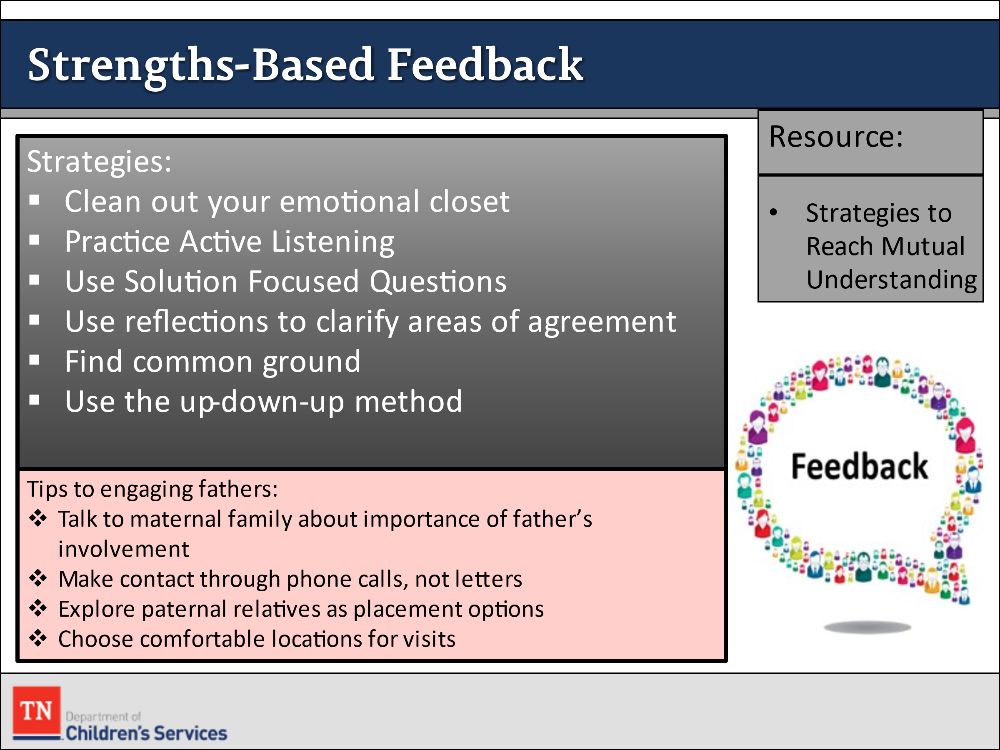 Strengths-Based Feedback
Strategies:
▪ Clean out your emotional closet
▪ Practice Active Listening
▪ Use Solution Focused Questions
▪ Use reflections to clarify areas of agreement
▪ Find common ground
▪ Use the up-down-up method
Tips to engaging fathers:
❖ Talk to maternal family about importance of father’s
involvement
❖ Make contact through phone calls, not letters
❖ Explore paternal relatives as placement options
❖ Choose comfortable locations for visits
Resource:
• Strategies to
Reach Mutual
Understanding
Feedback
TN
Department of
Children's Services